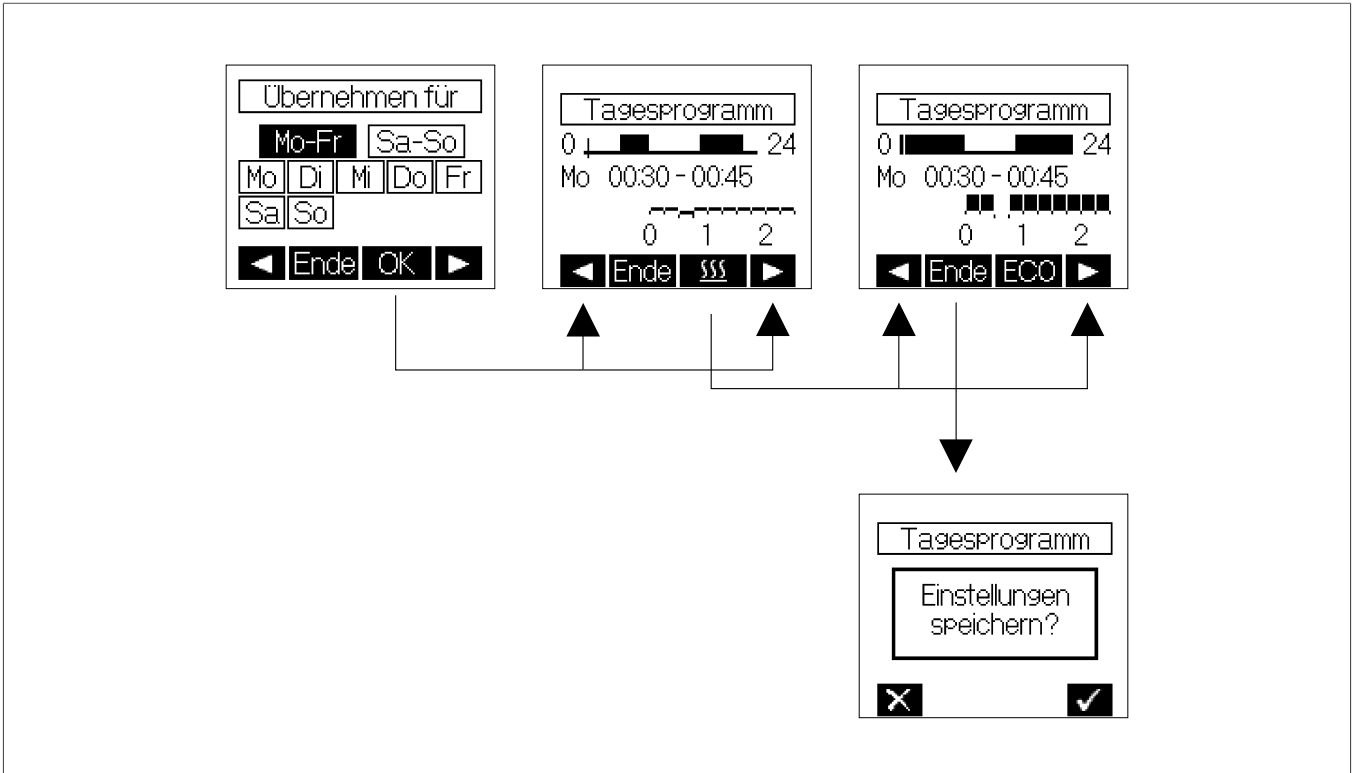 Übernehmen für
Mo-Fr Sa-So
Mo Di Mi Do Fr
Sa So
Ende OK
Tagesprogramm
0 24
Mo 00:30 - 00:45
0 1 2
Ende
Tagesprogramm
0 24
Mo 00:30 - 00:45
0 1 2
Ende ECO
Tagesprogramm
Einstellungen
speichern?